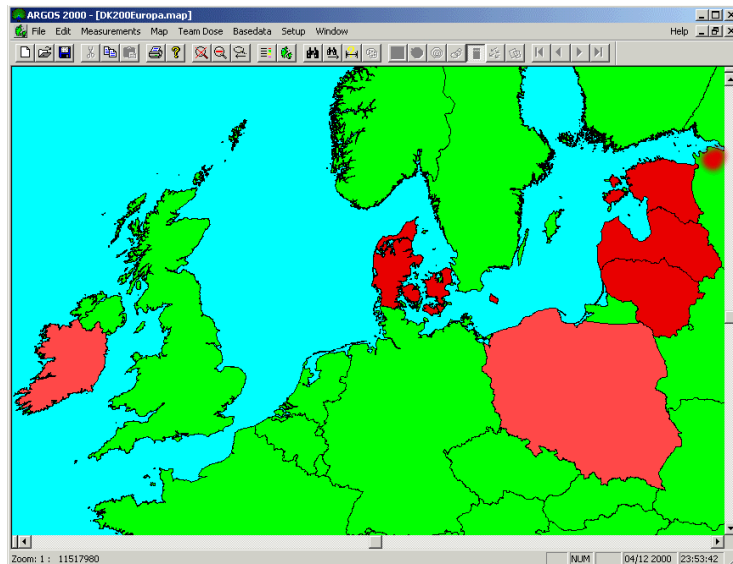 ARGOS 2000 - [DK200Europa.map]
File Edit Measurements Map Team Dose Basedata Setup Window Help
Zoom: 1 : 11517980 NUM 04/12 2000 23:53:42